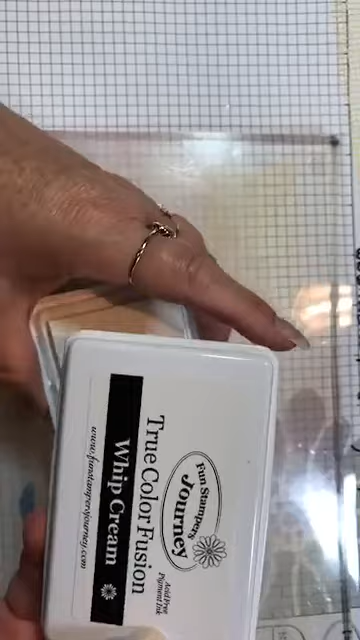 Fun Stampers
Journey
Acid Free
Pigment Ink
True Color Fusion
Whip Cream
www.funstampersjourney.com